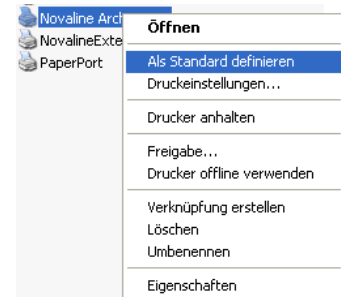 Novaline Arch
NovalineExte
PaperPort
Öffnen
Als Standard definieren
Druckeinstellungen...
Drucker anhalten
Freigabe...
Drucker offline verwenden
Verknüpfung erstellen
Löschen
Umbenennen
Eigenschaften